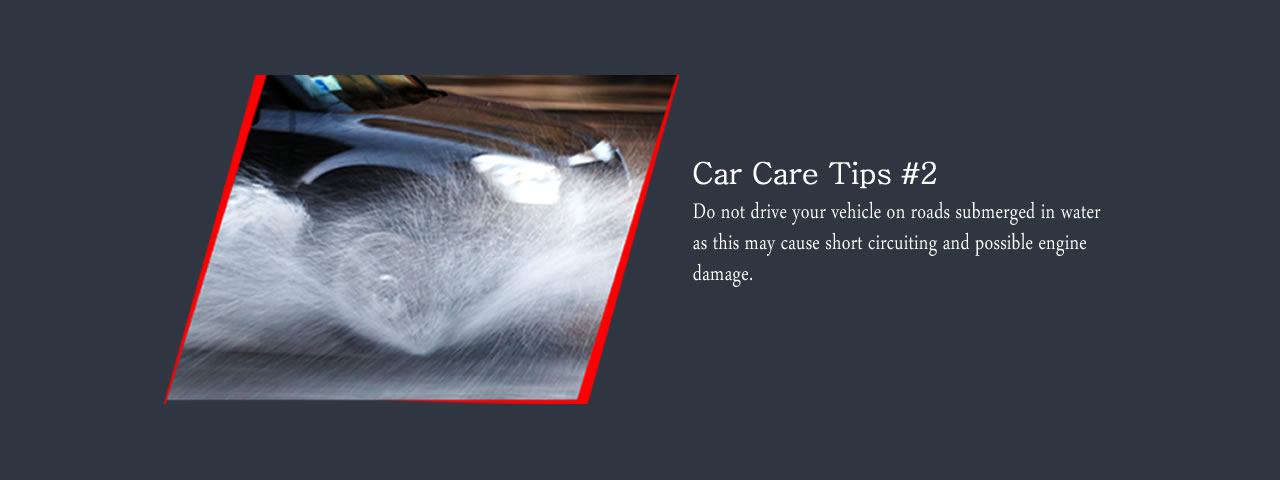 Car Care Tips #2
Do not drive your vehicle on roads submerged in water
as this may cause short circuiting and possible engine
damage.